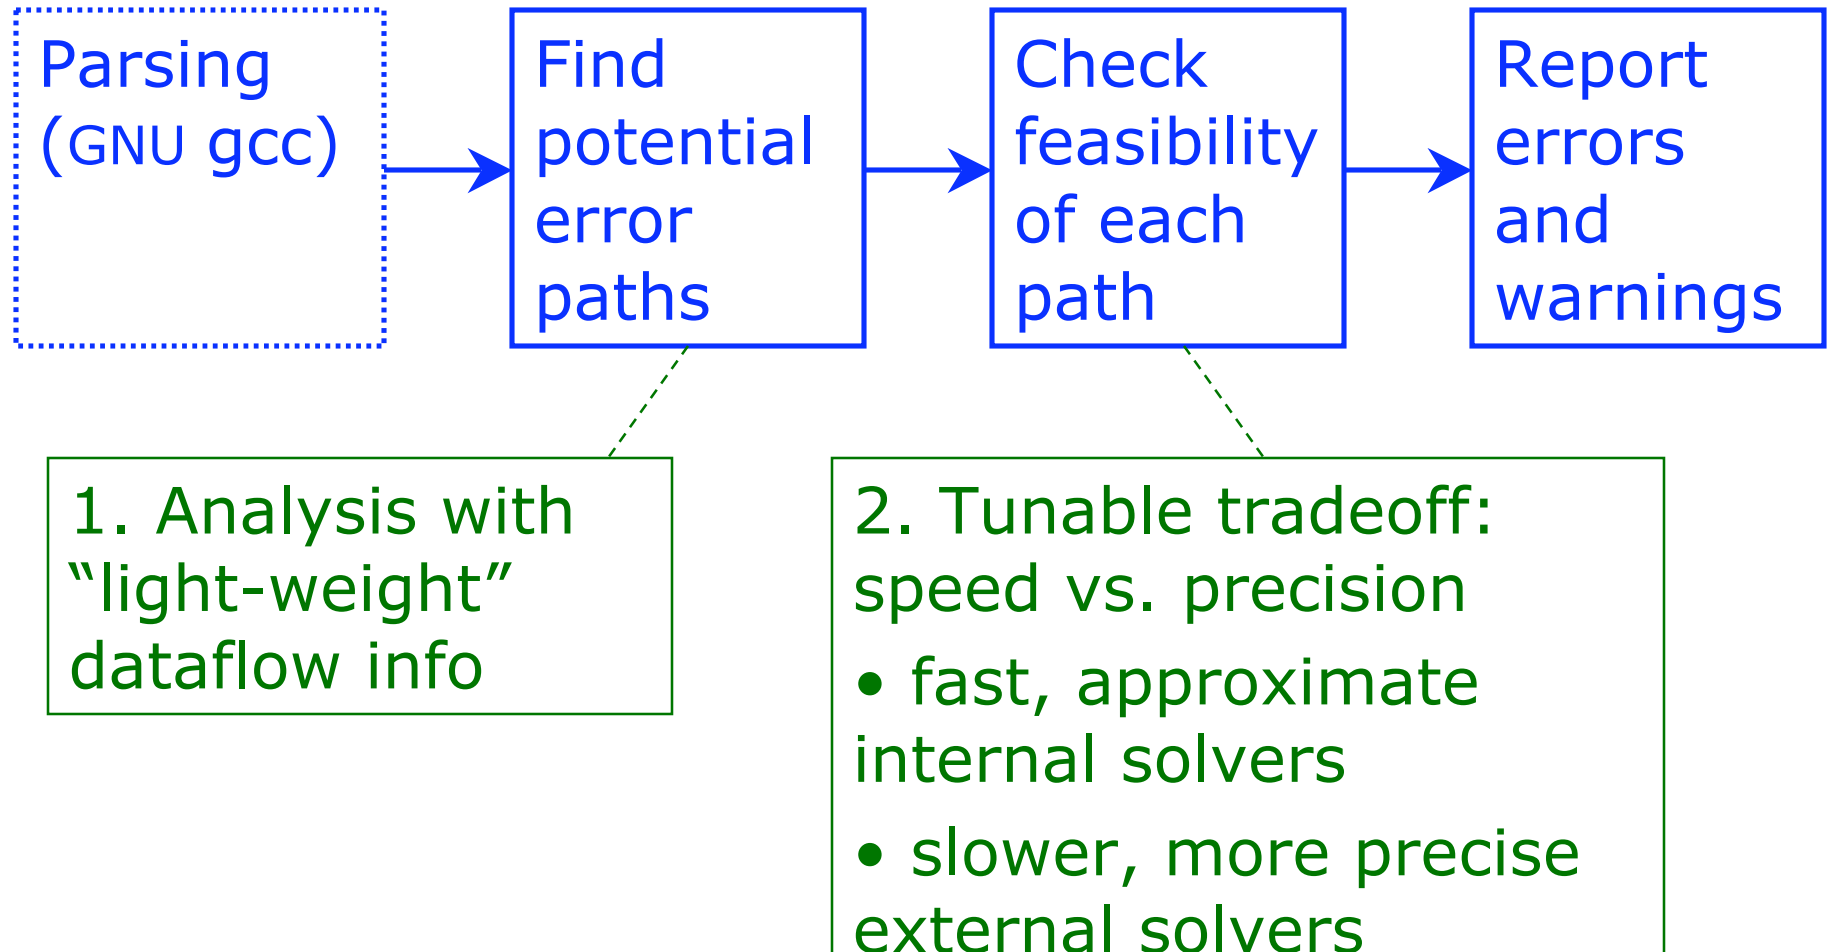 Parsing
(GNU gcc)
Find
potential
error
paths
Check
feasibility
of each
path
Report
errors
and
warnings
1. Analysis with
“light-weight”
dataflow info
2. Tunable tradeoff:
speed vs. precision
• fast, approximate
internal solvers
• slower, more precise
external solvers